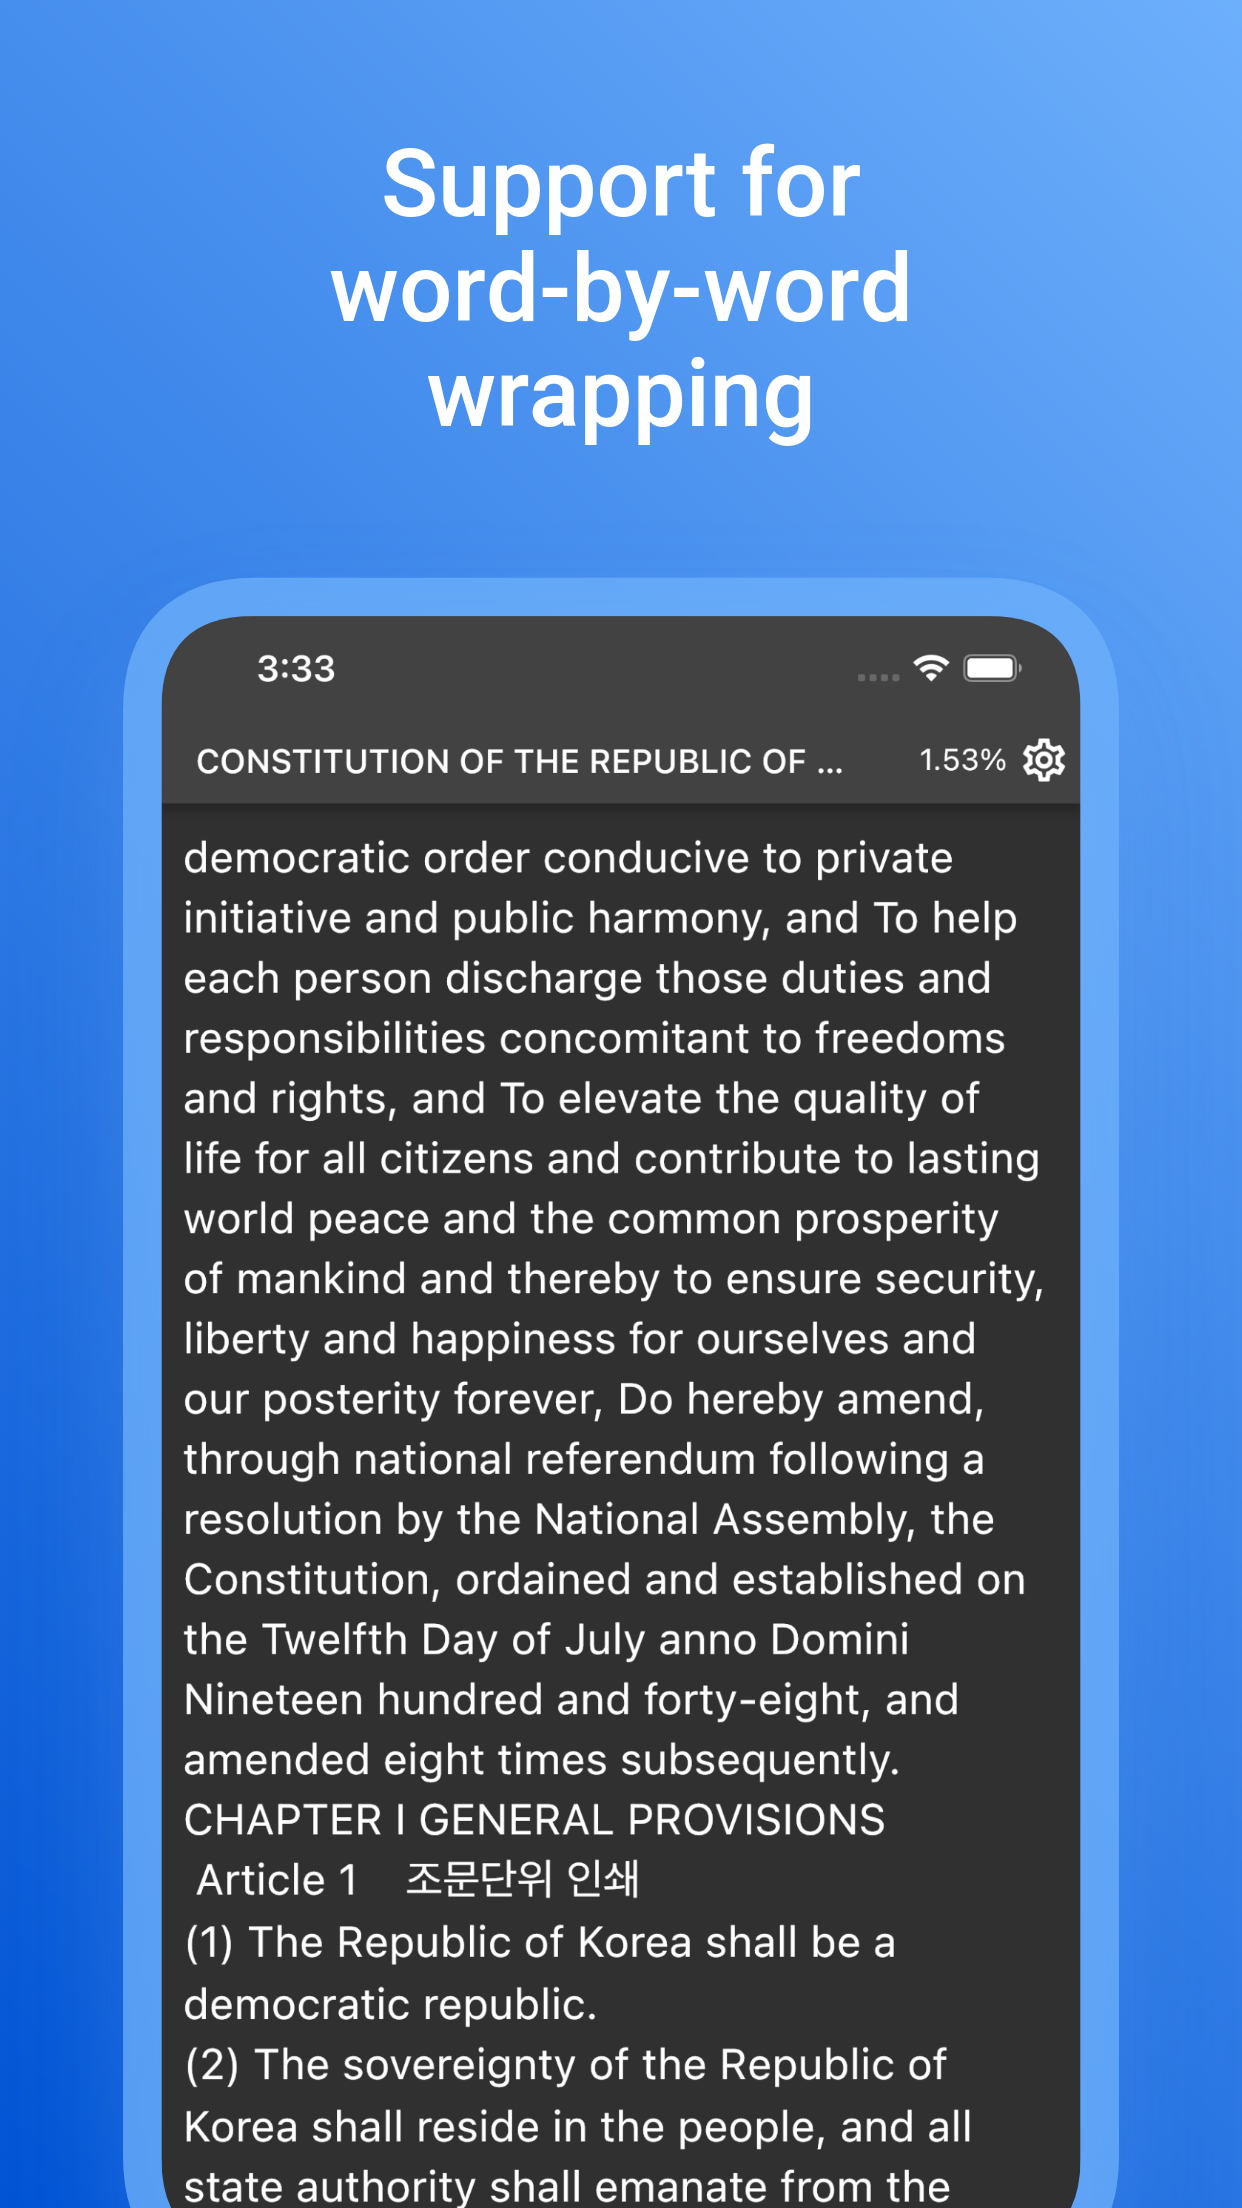 Support for
word-by-word
wrapping
3:33
CONSTITUTION OF THE REPUBLIC OF ...
1.53%
democratic order conducive to private
initiative and public harmony, and To help
each person discharge those duties and
responsibilities concomitant to freedoms
and rights, and To elevate the quality of
life for all citizens and contribute to lasting
world peace and the common prosperity
of mankind and thereby to ensure security,
liberty and happiness for ourselves and
our posterity forever, Do hereby amend,
through national referendum following a
resolution by the National Assembly, the
Constitution, ordained and established on
the Twelfth Day of July anno Domini
Nineteen hundred and forty-eight, and
amended eight times subsequently.
CHAPTER I GENERAL PROVISIONS
Article 1 조문단위 인쇄
(1) The Republic of Korea shall be a
democratic republic.
(2) The sovereignty of the Republic of
Korea shall reside in the people, and all
state authority shall emanate from the